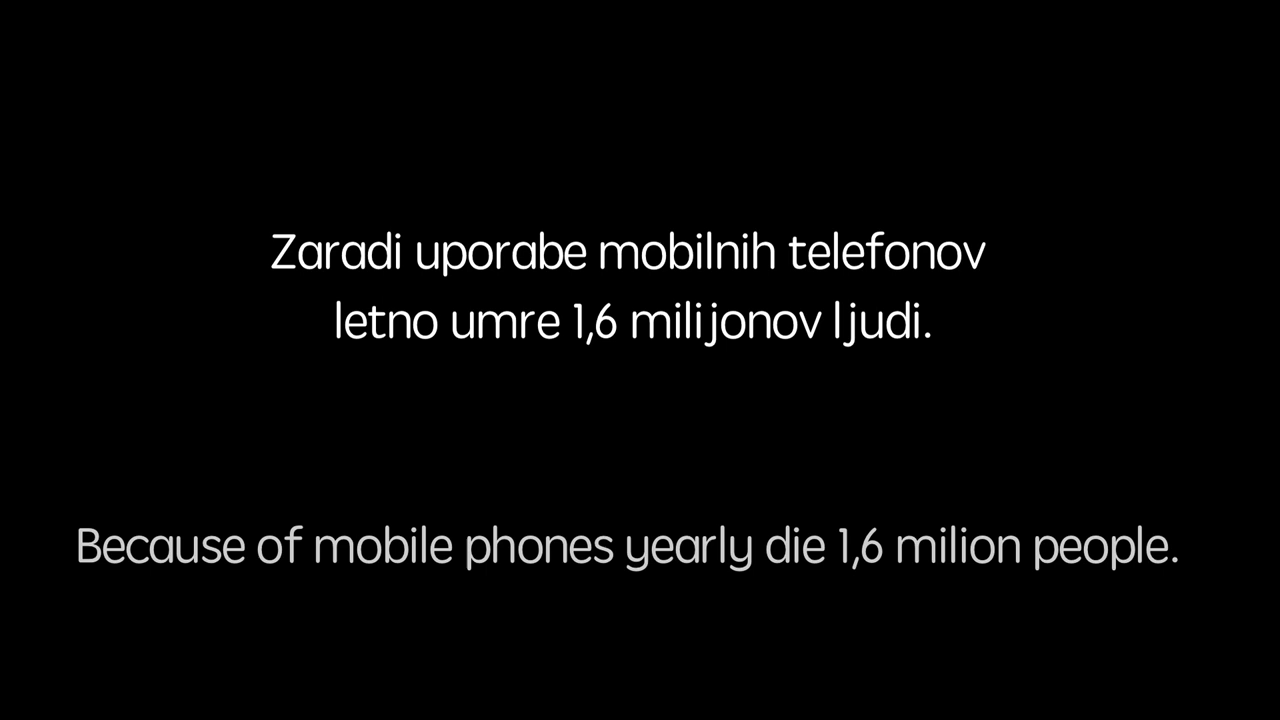 Zaradi uporabe mobilnih telefonov
letno umre 1,6 milijonov ljudi.
Because of mobile phones yearly die 1,6 milion people.